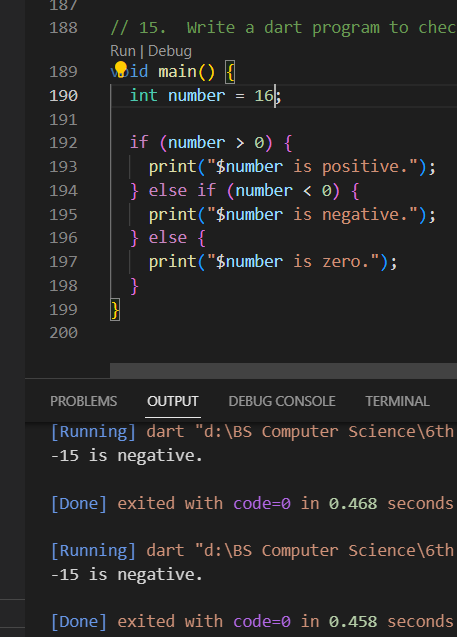 187
188 // 15.  Write a dart program to chec
Run | Debug
189 void main() {
190   int number = 16;
191
192   if (number > 0) {
193     print("$number is positive.");
194   } else if (number < 0) {
195     print("$number is negative.");
196   } else {
197     print("$number is zero.");
198   }
199 }
200
PROBLEMS OUTPUT DEBUG CONSOLE TERMINAL
[Running] dart "d:\BS Computer Science\6th
-15 is negative.
[Done] exited with code=0 in 0.468 seconds
[Running] dart "d:\BS Computer Science\6th
-15 is negative.
[Done] exited with code=0 in 0.458 seconds